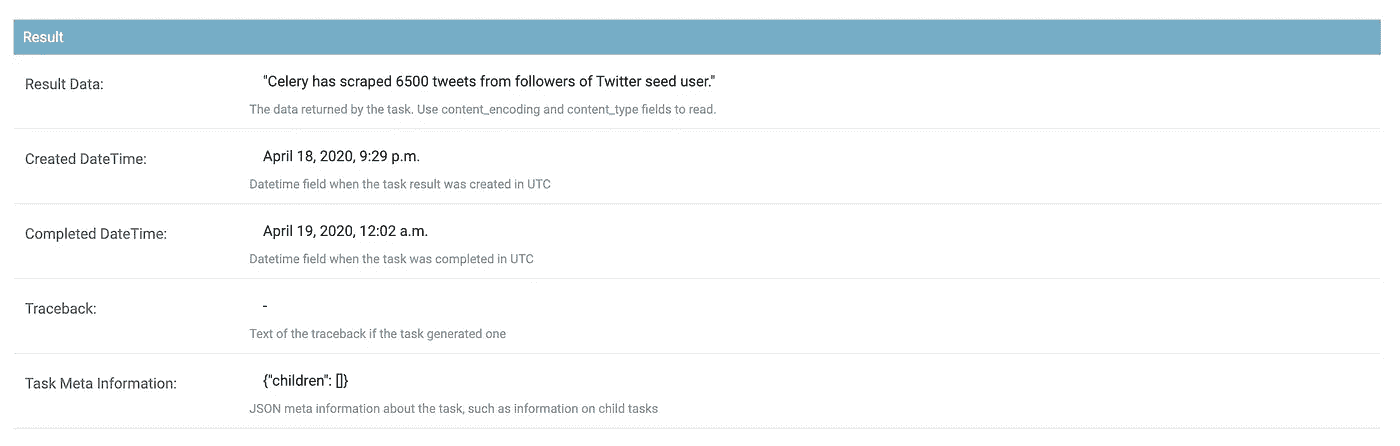 Result
Result Data:
"Celery has scraped 6500 tweets from followers of Twitter seed user."
The data returned by the task. Use content_encoding and content_type fields to read.
Created DateTime:
April 18, 2020, 9:29 p.m.
Datetime field when the task result was created in UTC
Completed DateTime:
April 19, 2020, 12:02 a.m.
Datetime field when the task was completed in UTC
Traceback:
-
Text of the traceback if the task generated one
Task Meta Information:
{"children": []}
JSON meta information about the task, such as information on child tasks